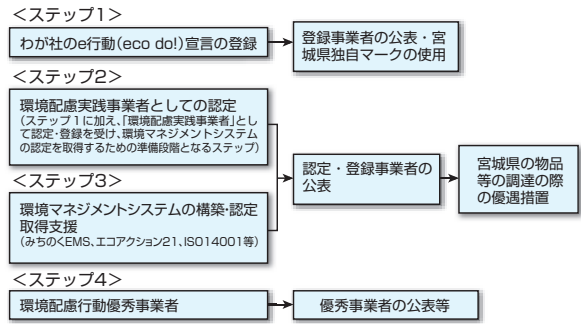 ＜ステップ1＞
わが社のe行動(eco do!)宣言の登録
登録事業者の公表・宮
城県独自マークの使用
＜ステップ2＞
環境配慮実践事業者としての認定
（ステップ1に加え、「環境配慮実践事業者」とし
て認定・登録を受け、環境マネジメントシステム
の認定を取得するための準備段階となるステップ）
＜ステップ3＞
環境マネジメントシステムの構築・認定
取得支援
（みちのくEMS、エコアクション21、ISO14001等）
認定・登録事業者の
公表
宮城県の物品
等の調達の際
の優遇措置
＜ステップ4＞
環境配慮行動優秀事業者
優秀事業者の公表等